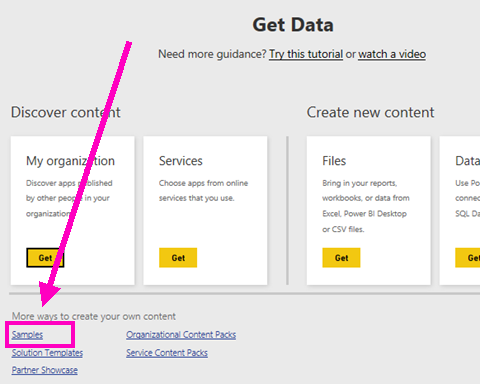 Get Data
Need more guidance? Try this tutorial or watch a video
Discover content
Create new content
My organization
Discover apps published
by other people in your
organization.
Get
Services
Choose apps from online
services that you use.
Get
Files
Bring in your reports,
workbooks, or data from
Excel, Power BI Desktop
or CSV files.
Get
Data
Use Po
connec
SQL Da
Get
More ways to create your own content
Samples
Organizational Content Packs
Solution Templates
Service Content Packs
Partner Showcase